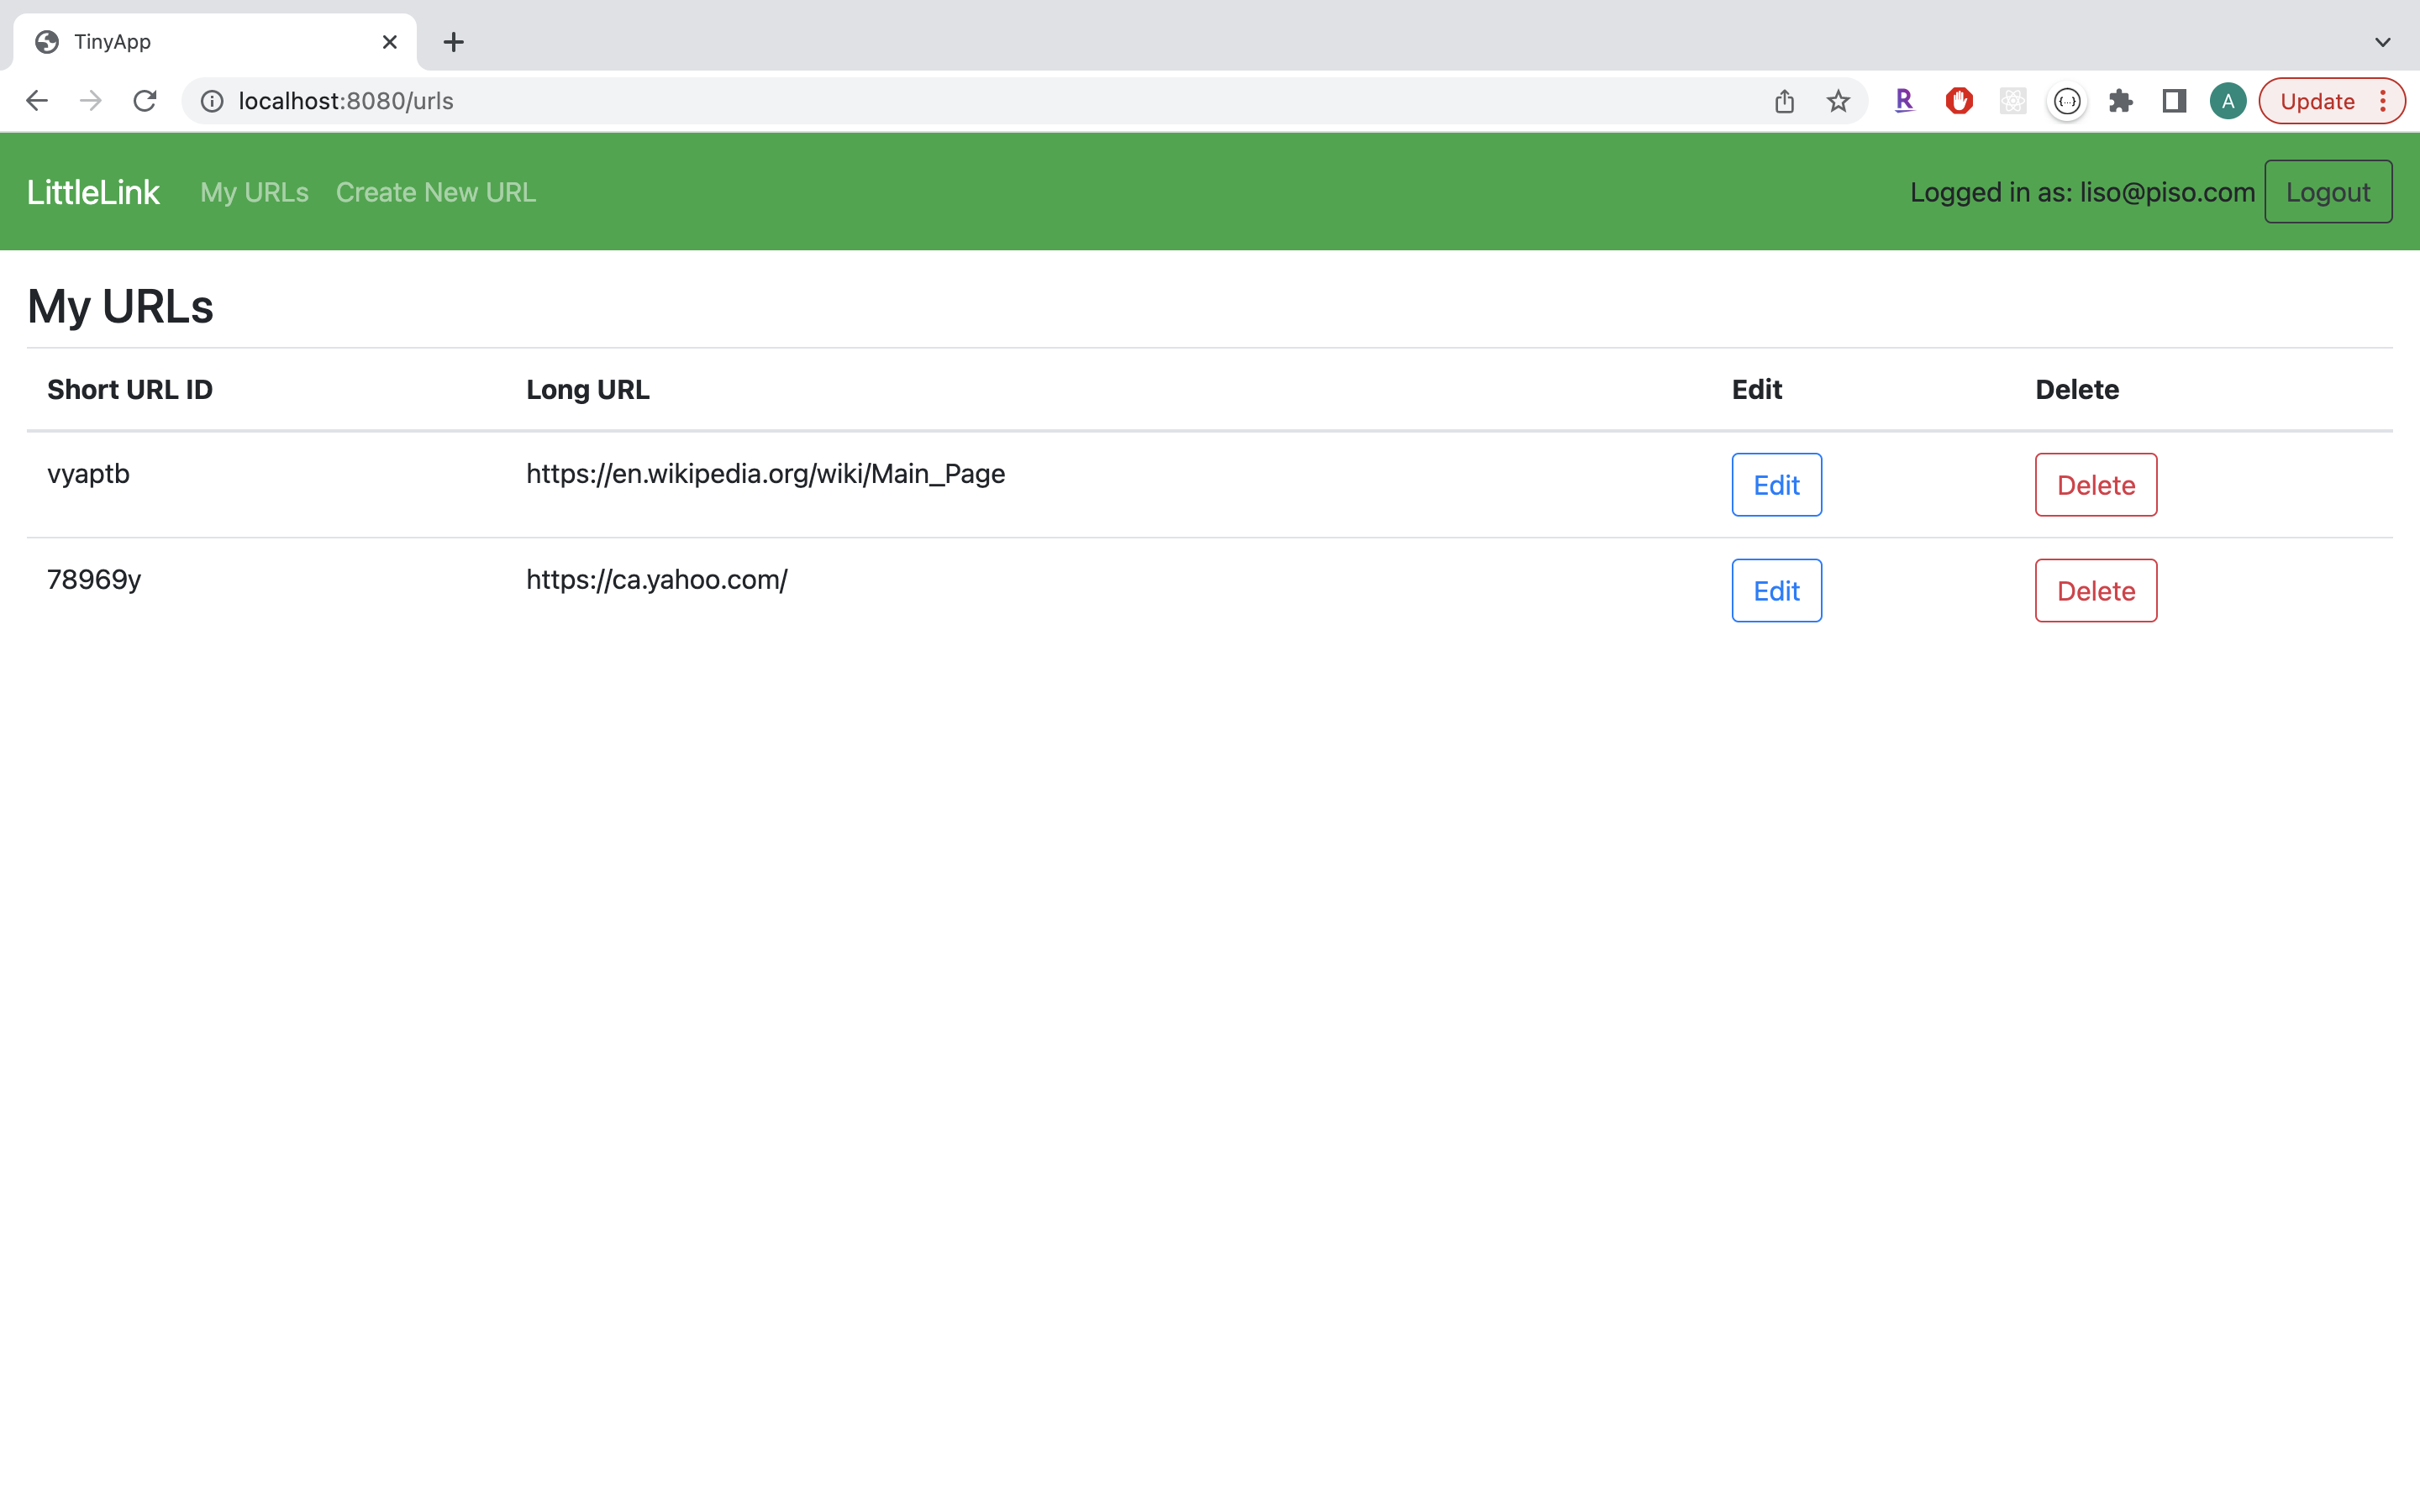 TinyApp
localhost:8080/urls
R
A
Update
LittleLink My URLs Create New URL Logged in as: liso@piso.com Logout
My URLs
Short URL ID Long URL Edit Delete
vyaptb https://en.wikipedia.org/wiki/Main_Page Edit Delete
78969y https://ca.yahoo.com/ Edit Delete